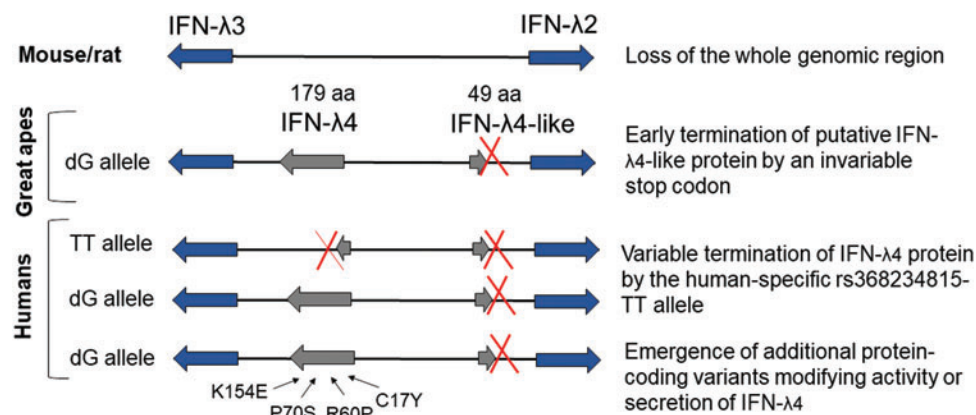 IFN-λ3 IFN-λ2
Mouse/rat
Loss of the whole genomic region
179 aa 49 aa
IFN-λ4 IFN-λ4-like
Great apes
dG allele
Early termination of putative IFN-
λ4-like protein by an invariable
stop codon
Humans
TT allele
dG allele
Variable termination of IFN-λ4 protein
by the human-specific rs368234815-
TT allele
dG allele
Emergence of additional protein-
coding variants modifying activity or
secretion of IFN-λ4
K154E
P70S R60P
C17Y